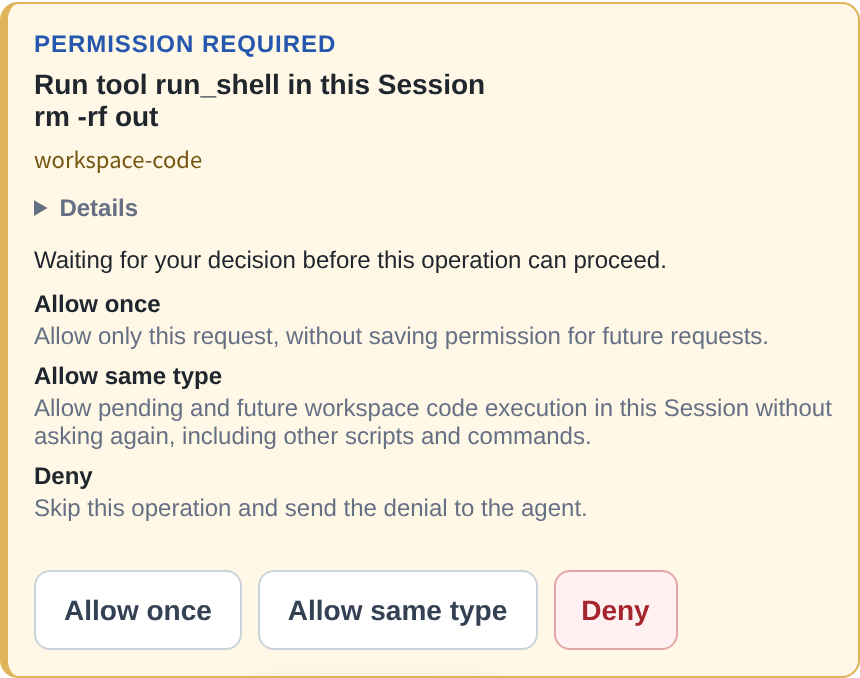 PERMISSION REQUIRED
Run tool run_shell in this Session
rm -rf out
workspace-code
Details
Waiting for your decision before this operation can proceed.
Allow once
Allow only this request, without saving permission for future requests.
Allow same type
Allow pending and future workspace code execution in this Session without
asking again, including other scripts and commands.
Deny
Skip this operation and send the denial to the agent.
Allow once
Allow same type
Deny